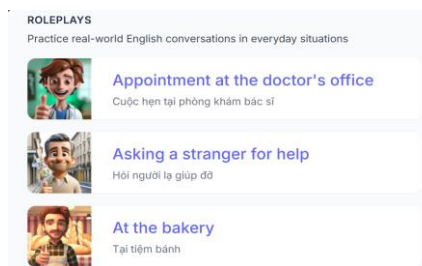 ROLEPLAYS
Practice real-world English conversations in everyday situations
Appointment at the doctor's office
Cuộc hẹn tại phòng khám bác sĩ
Asking a stranger for help
Hỏi người lạ giúp đỡ
At the bakery
Tại tiệm bánh